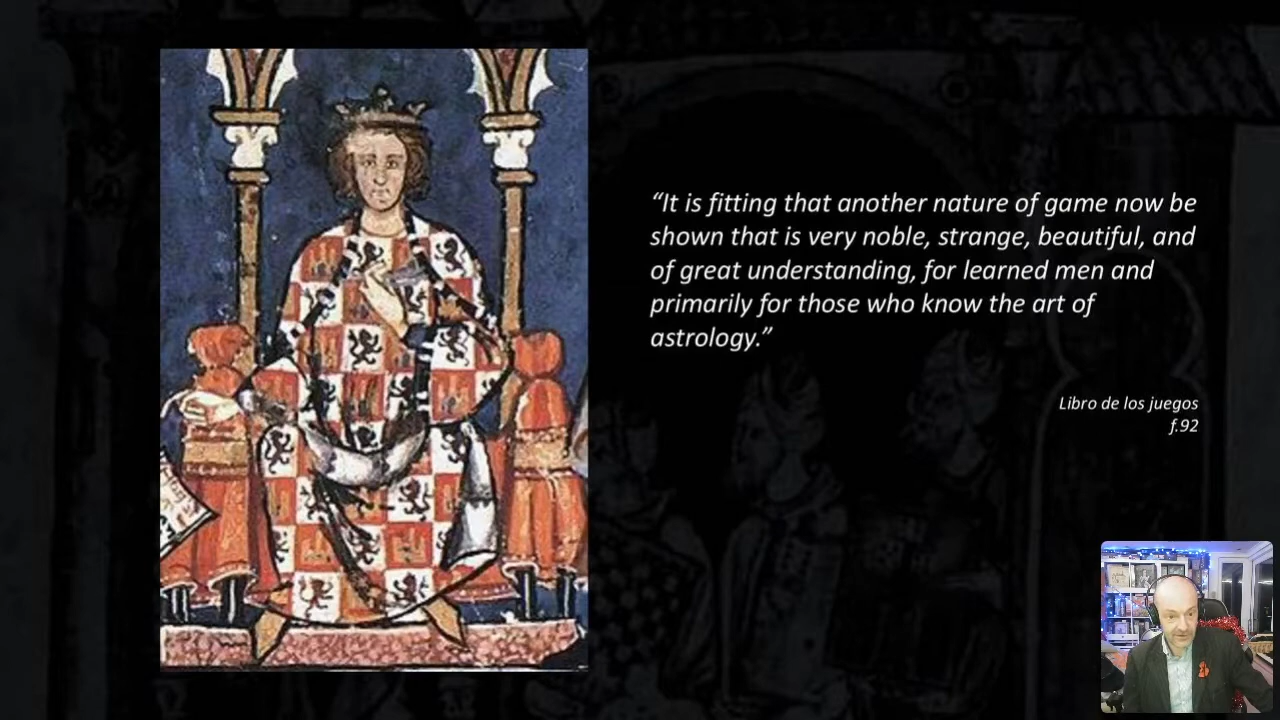 “It is fitting that another nature of game now be
shown that is very noble, strange, beautiful, and
of great understanding, for learned men and
primarily for those who know the art of
astrology.”
Libro de los juegos
f.92